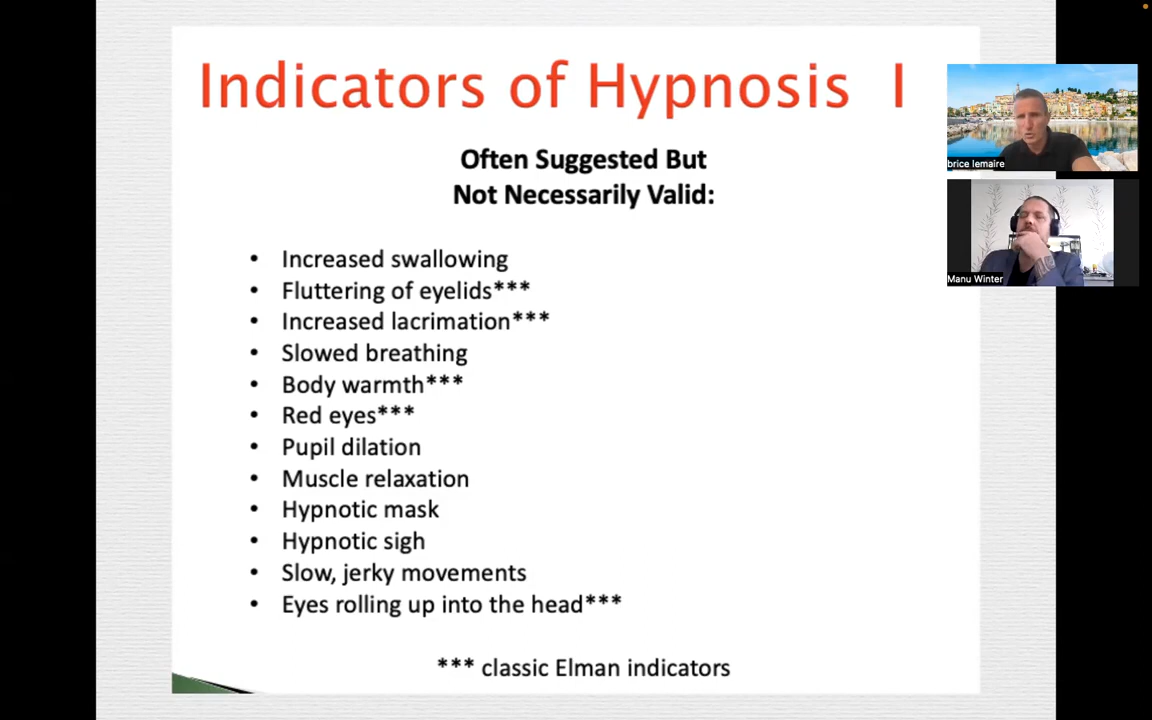 Indicators of Hypnosis I
Often Suggested But
Not Necessarily Valid:
• Increased swallowing
• Fluttering of eyelids***
• Increased lacrimation***
• Slowed breathing
• Body warmth***
• Red eyes***
• Pupil dilation
• Muscle relaxation
• Hypnotic mask
• Hypnotic sigh
• Slow, jerky movements
• Eyes rolling up into the head***
*** classic Elman indicators
brice lemaire
Manu Winter